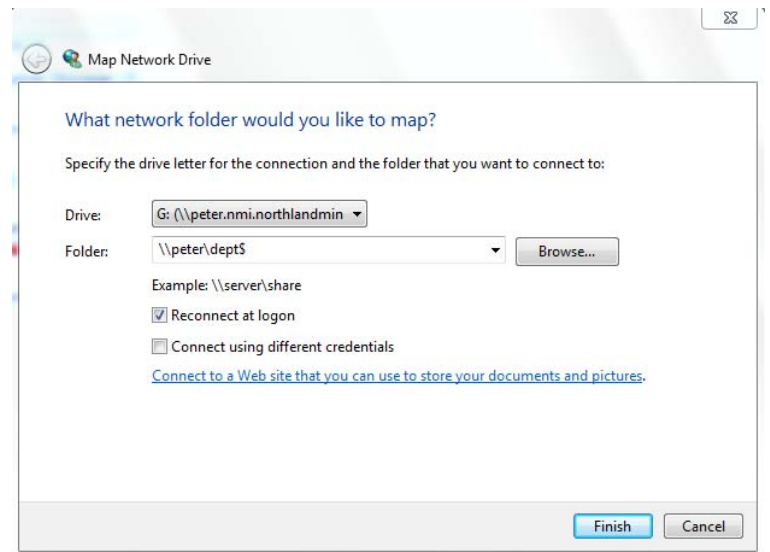 Map Network Drive
What network folder would you like to map?
Specify the drive letter for the connection and the folder that you want to connect to:
Drive: G: (\\peter.nmi.northlandmin
Folder: \\peter\dept$ Browse...
Example: \\server\share
Reconnect at logon
Connect using different credentials
Connect to a Web site that you can use to store your documents and pictures.
Finish Cancel